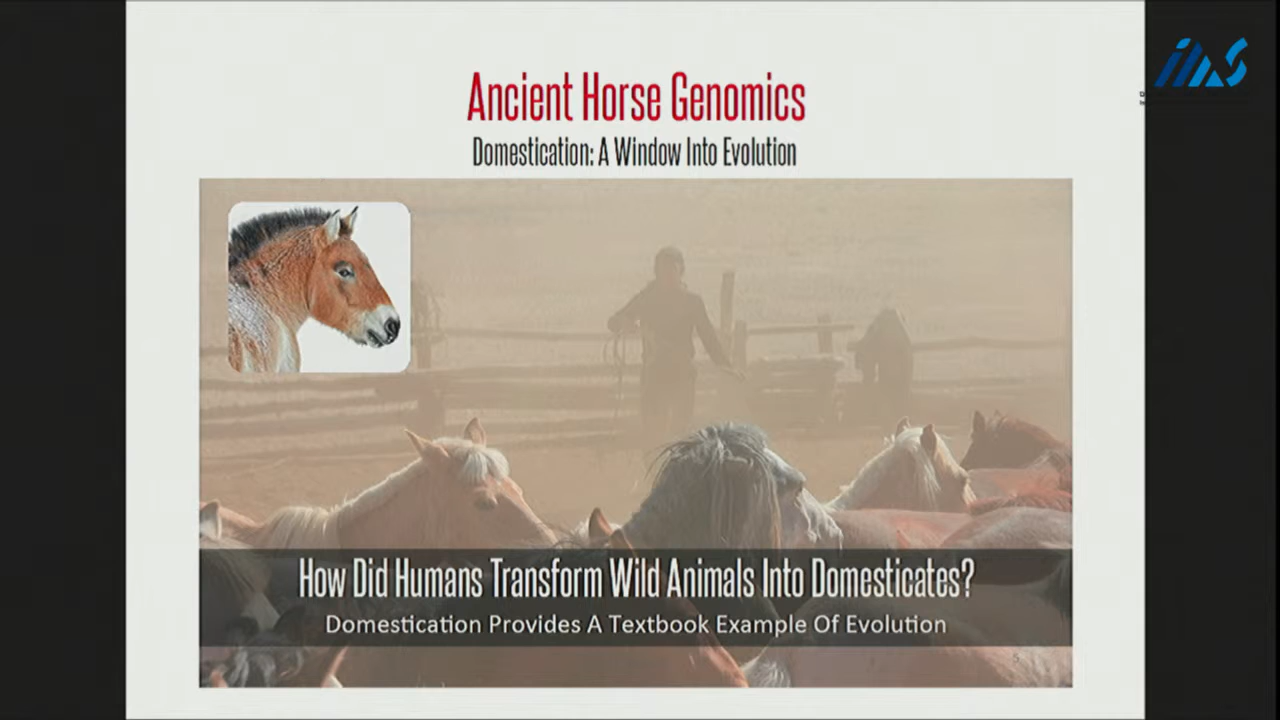 Ancient Horse Genomics
Domestication: A Window Into Evolution
How Did Humans Transform Wild Animals Into Domesticates?
Domestication Provides A Textbook Example Of Evolution
5